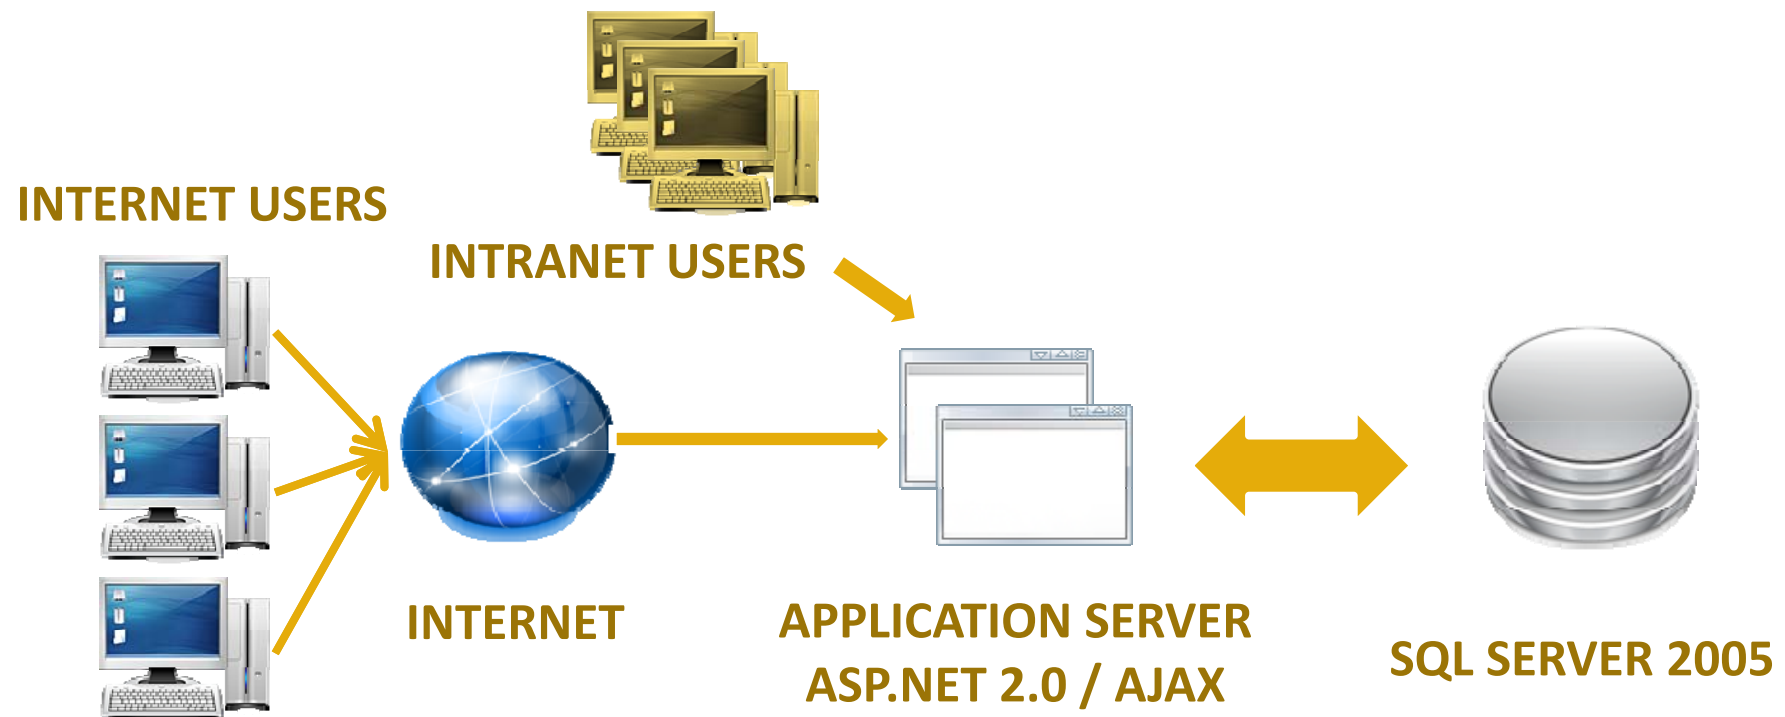 INTERNET USERS
INTRANET USERS
INTERNET
APPLICATION SERVER
ASP.NET 2.0 / AJAX
SQL SERVER 2005